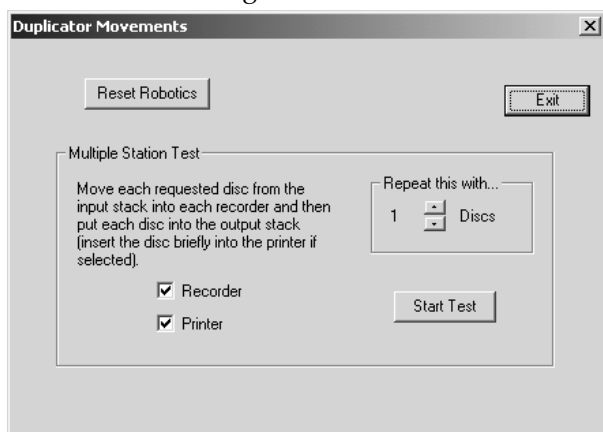 Duplicator Movements
Reset Robotics
Exit
Multiple Station Test
Move each requested disc from the
input stack into each recorder and then
put each disc into the output stack
(insert the disc briefly into the printer if
selected).
Repeat this with...
1 Discs
Recorder
Printer
Start Test